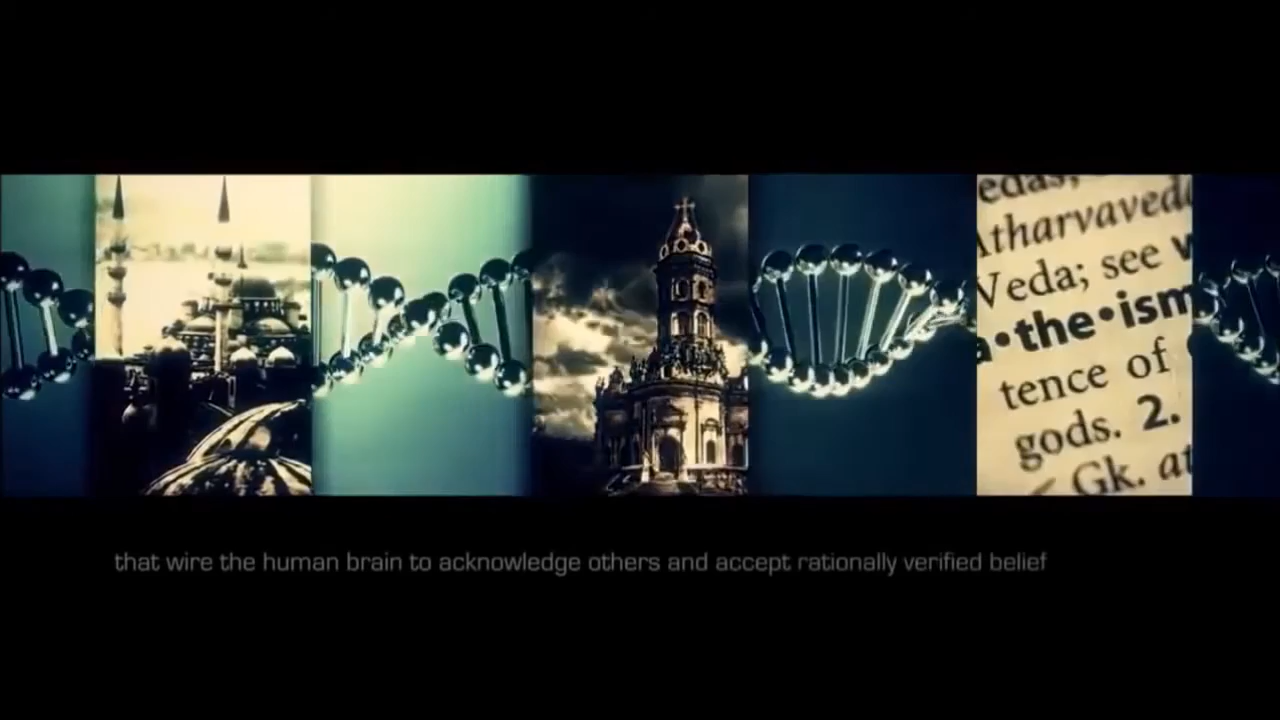 edas,
Atharvaveda
Veda; see
a•the•ism
tence of
gods. 2.
Gk. at
that wire the human brain to acknowledge others and accept rationally verified belief